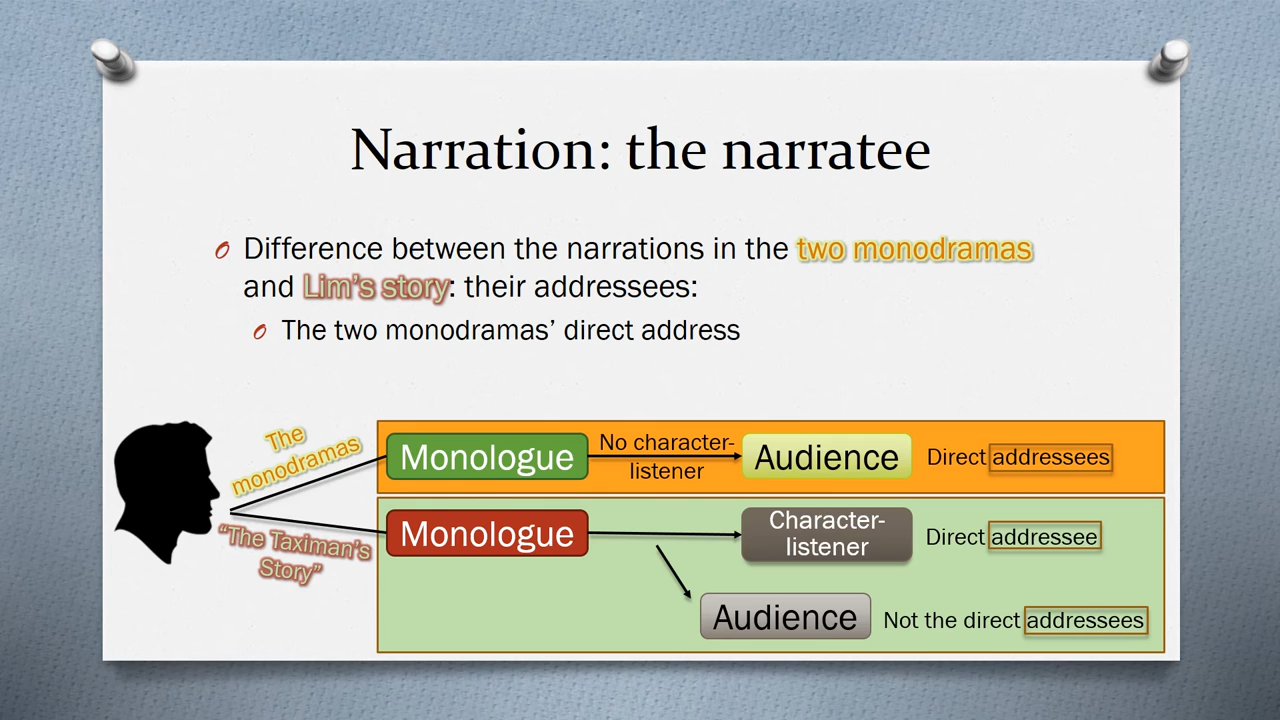 Narration: the narratee
Difference between the narrations in the two monodramas
and Lim’s story: their addressees:
The two monodramas’ direct address
The
monodramas
Monologue
No character-
listener
Audience
Direct addressees
“The Taximan’s
Story”
Monologue
Character-
listener
Direct addressee
Audience
Not the direct addressees